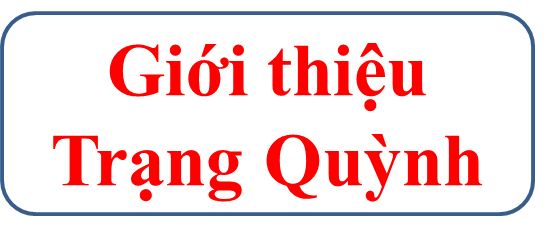 Giới thiệu
Trạng Quỳnh